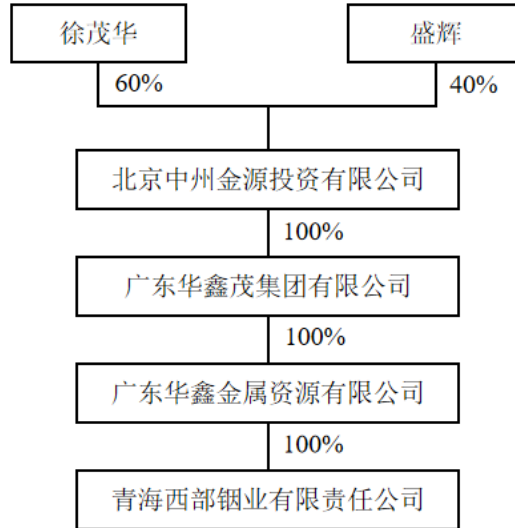 徐茂华
盛辉
60%
40%
北京中州金源投资有限公司
100%
广东华鑫茂集团有限公司
100%
广东华鑫金属资源有限公司
100%
青海西部铟业有限责任公司